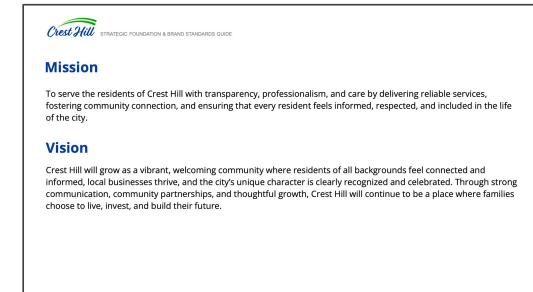 Crest Hill STRATEGIC FOUNDATION & BRAND STANDARDS GUIDE
Mission
To serve the residents of Crest Hill with transparency, professionalism, and care by delivering reliable services,
fostering community connection, and ensuring that every resident feels informed, respected, and included in the life
of the city.
Vision
Crest Hill will grow as a vibrant, welcoming community where residents of all backgrounds feel connected and
informed, local businesses thrive, and the city's unique character is clearly recognized and celebrated. Through strong
communication, community partnerships, and thoughtful growth, Crest Hill will continue to be a place where families
choose to live, invest, and build their future.